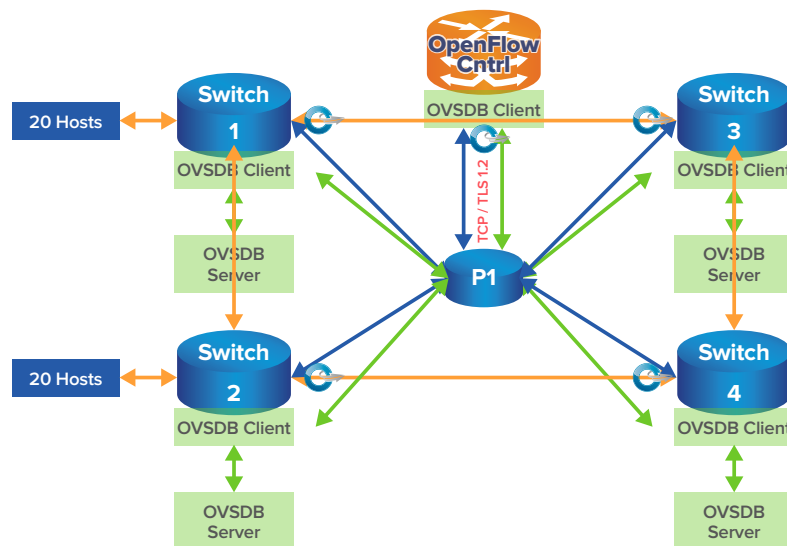 OpenFlow
Cntrl
OVSDB Client
Switch
1
20 Hosts
OVSDB Client
OVSDB
Server
Switch
3
OVSDB Client
OVSDB
Server
TCP / TLS 1.2
P1
Switch
2
20 Hosts
OVSDB Client
OVSDB
Server
Switch
4
OVSDB Client
OVSDB
Server